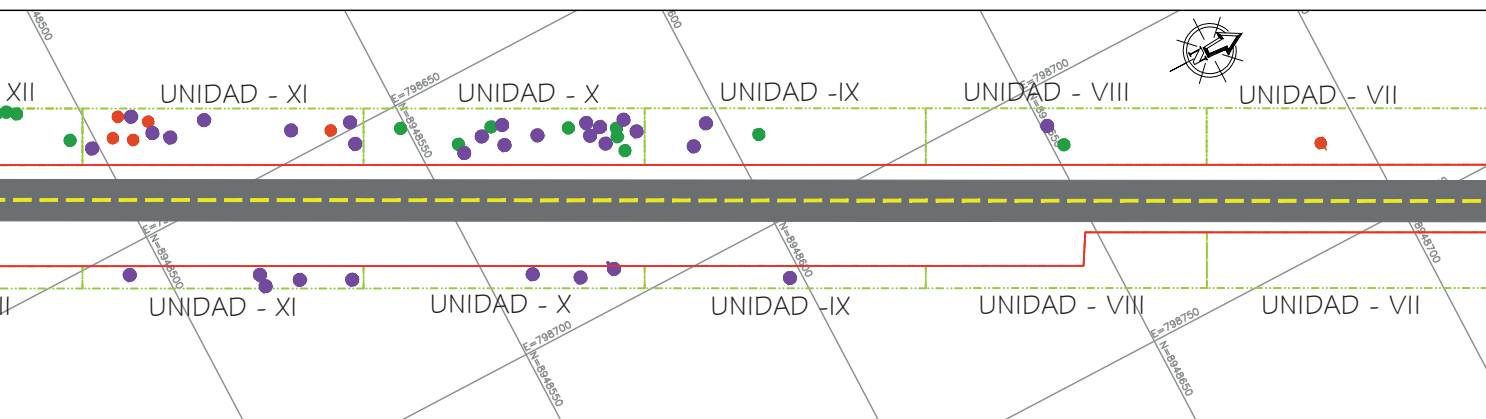 XII
UNIDAD - XI
UNIDAD - X
UNIDAD -IX
UNIDAD - VIII
UNIDAD - VII
E=798650
N=8948550
E=798700
N
N=8948500
N=8948600
8948700
UNIDAD - XI
UNIDAD - X
UNIDAD -IX
UNIDAD - VIII
UNIDAD - VII
E=798700
N=8948550
E=798750
N=8948650